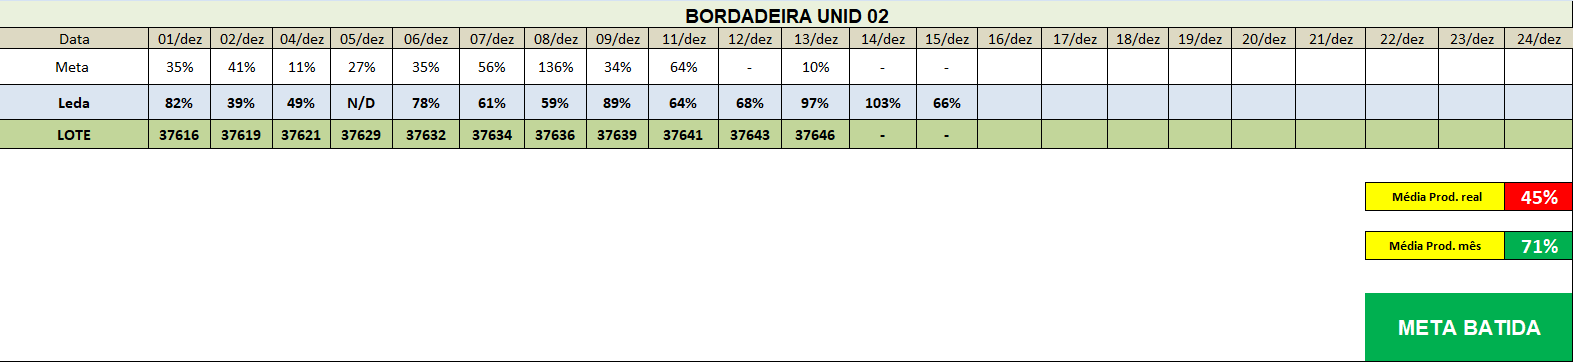 BORDADEIRA UNID 02
Data 01/dez 02/dez 04/dez 05/dez 06/dez 07/dez 08/dez 09/dez 11/dez 12/dez 13/dez 14/dez 15/dez 16/dez 17/dez 18/dez 19/dez 20/dez 21/dez 22/dez 23/dez 24/dez
Meta 35% 41% 11% 27% 35% 56% 136% 34% 64% - 10% - -
Leda 82% 39% 49% N/D 78% 61% 59% 89% 64% 68% 97% 103% 66%
LOTE 37616 37619 37621 37629 37632 37634 37636 37639 37641 37643 37646 - -
Média Prod. real 45%
Média Prod. mês 71%
META BATIDA